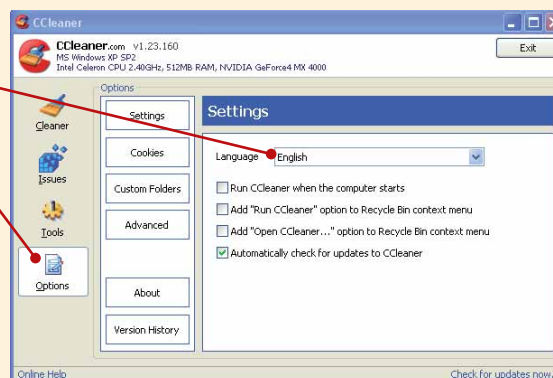 CCleaner
CCleaner.com v1.23.160
MS Windows XP SP2
Intel Celeron CPU 2.40GHz, 512MB RAM, NVIDIA GeForce4 MX 4000
Exit
Cleaner
Issues
Tools
Options
Options
Settings
Cookies
Custom Folders
Advanced
About
Version History
Settings
Language English
Run CCleaner when the computer starts
Add "Run CCleaner" option to Recycle Bin context menu
Add "Open CCleaner..." option to Recycle Bin context menu
Automatically check for updates to CCleaner
Online Help
Check for updates now.